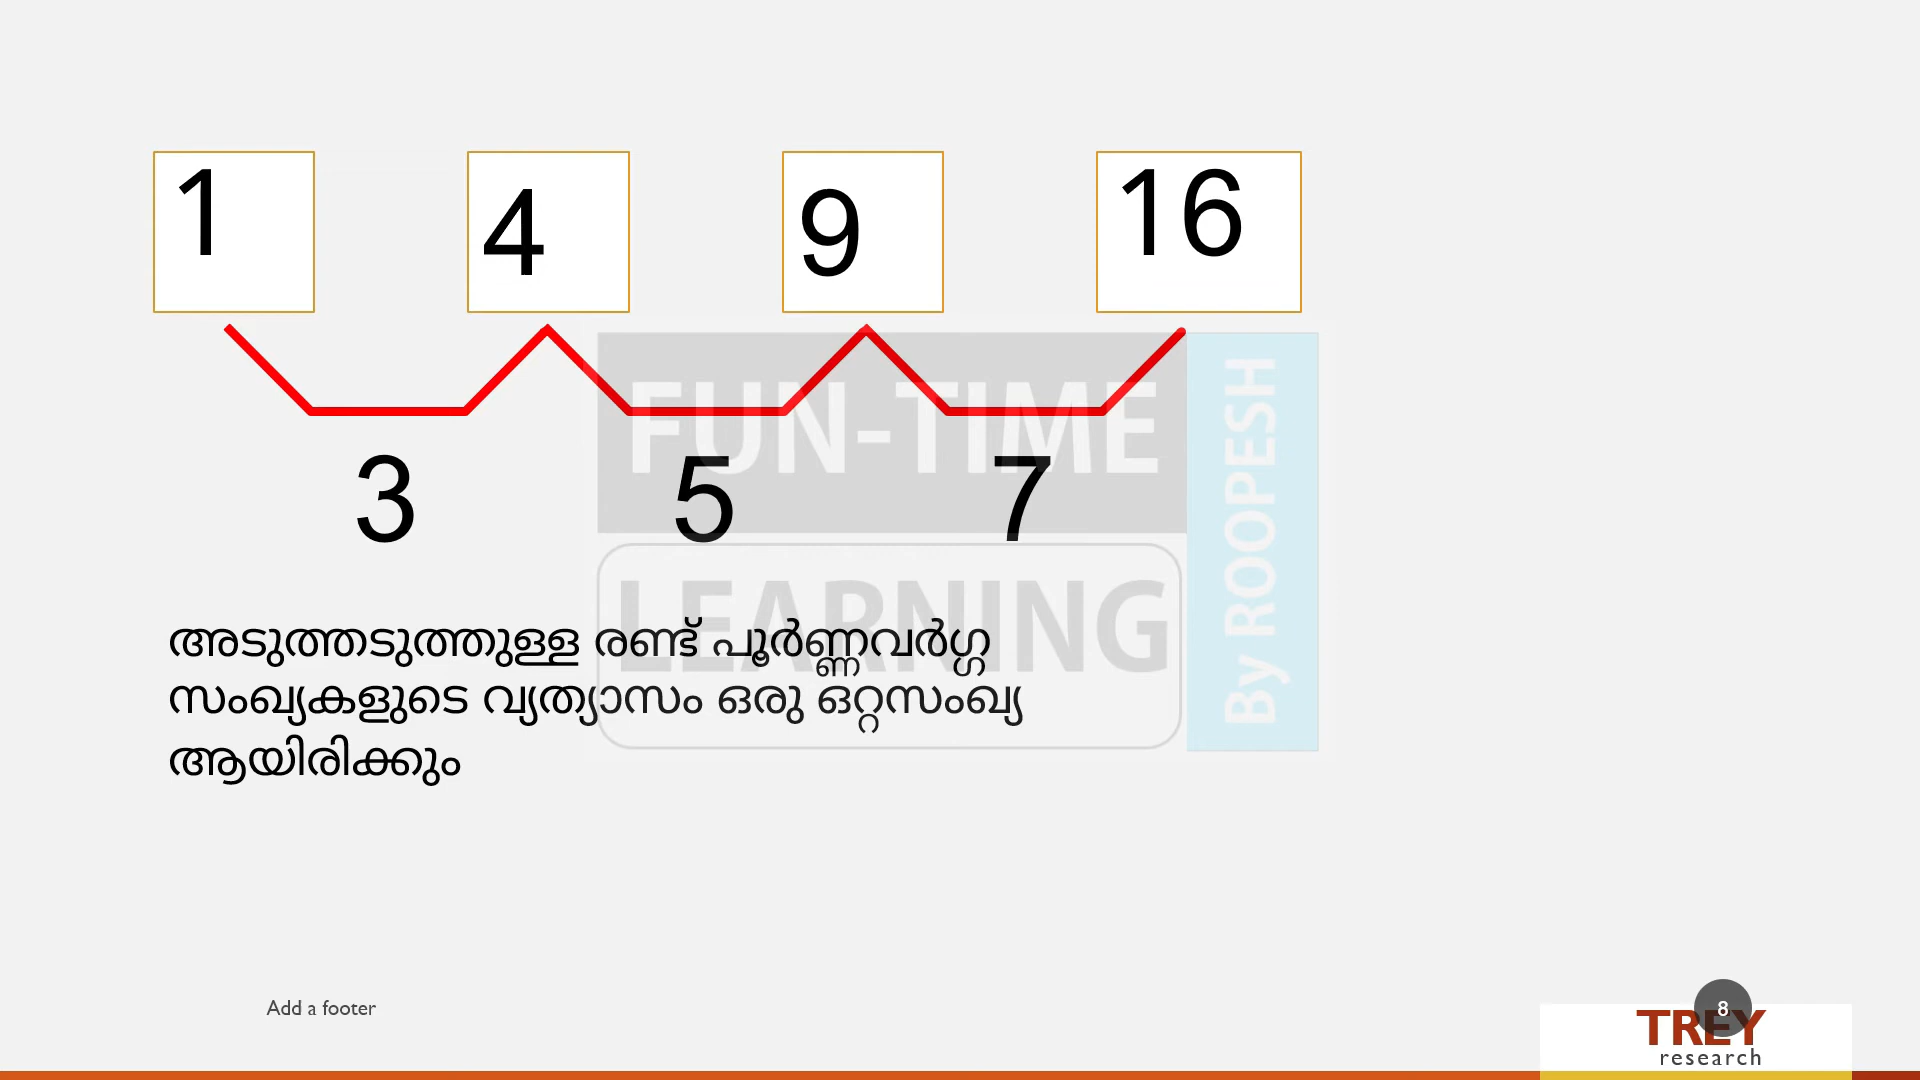 1 4 9 16
3 5 7
FUN-TIME
LEARNING
By ROOPESH
അടുത്തടുത്തുള്ള രണ്ട് പൂർണ്ണവർഗ്ഗ
സംഖ്യകളുടെ വ്യത്യാസം ഒരു ഒറ്റസംഖ്യ
ആയിരിക്കും
Add a footer
8
TREY
research